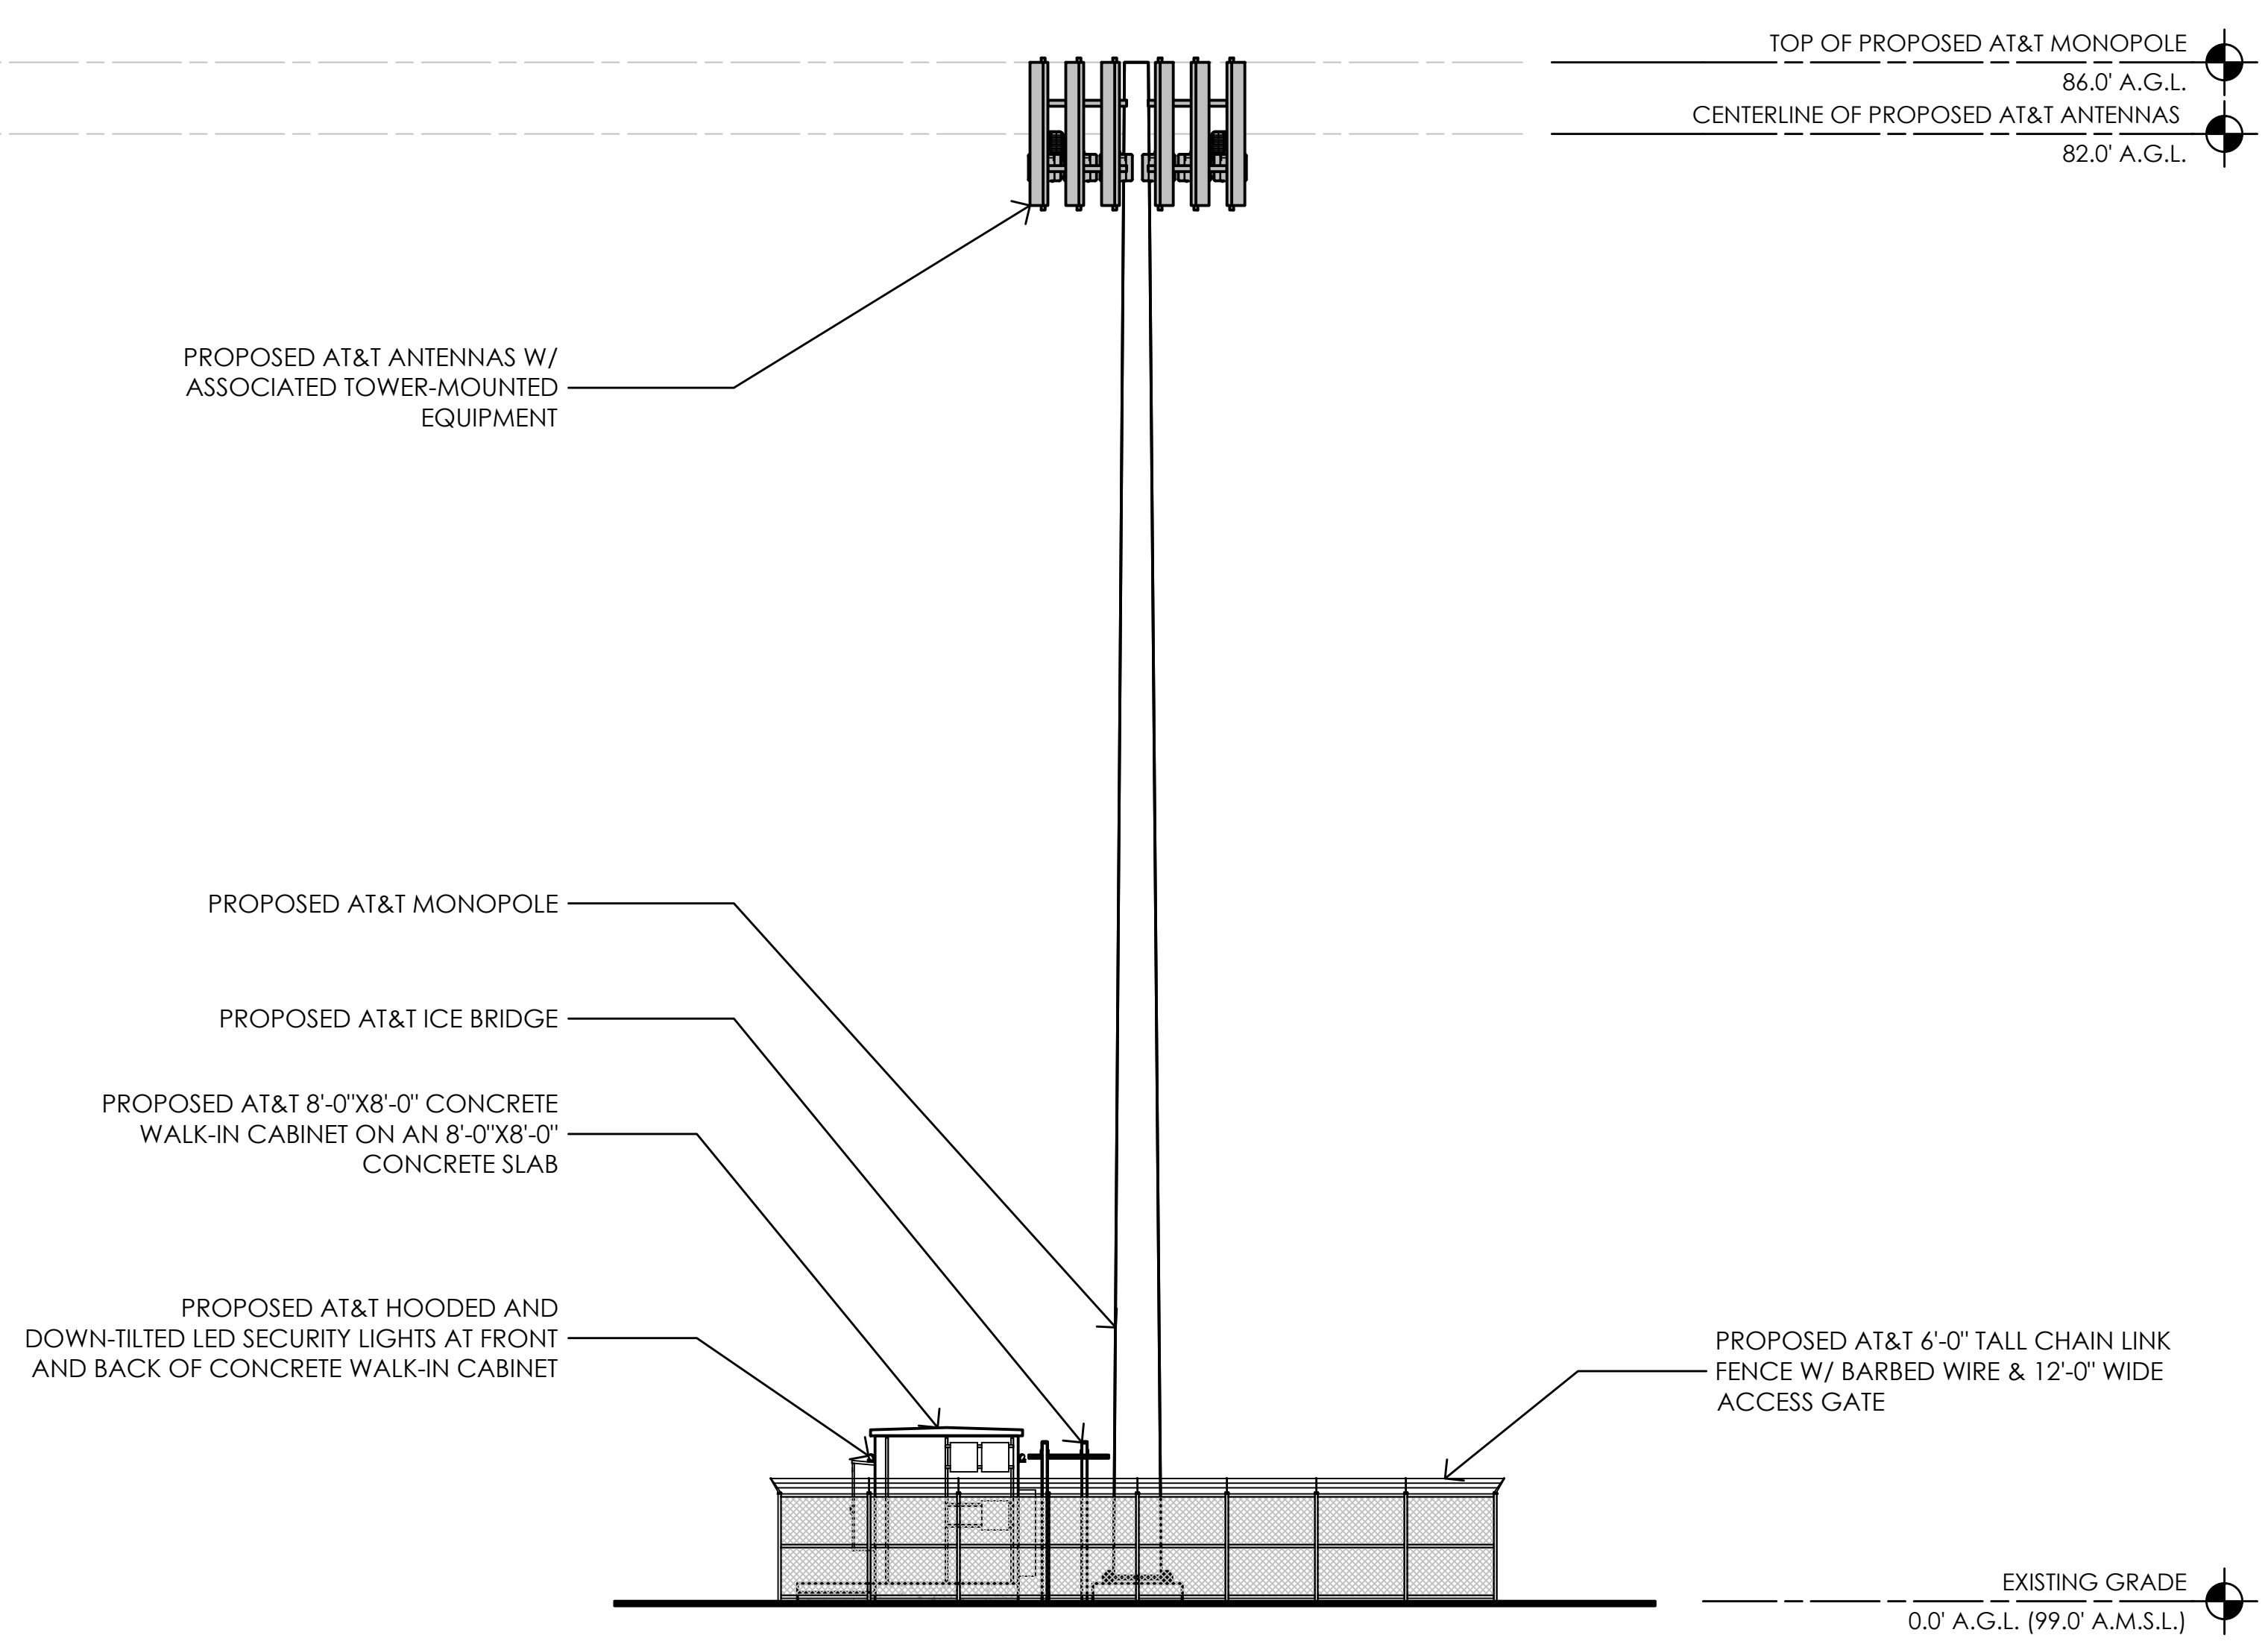 TOP OF PROPOSED AT&T MONOPOLE
86.0' A.G.L.
CENTERLINE OF PROPOSED AT&T ANTENNAS
82.0' A.G.L.
PROPOSED AT&T ANTENNAS W/
ASSOCIATED TOWER-MOUNTED
EQUIPMENT
PROPOSED AT&T MONOPOLE
PROPOSED AT&T ICE BRIDGE
PROPOSED AT&T 8'-0"X8'-0" CONCRETE
WALK-IN CABINET ON AN 8'-0"X8'-0"
CONCRETE SLAB
PROPOSED AT&T HOODED AND
DOWN-TILTED LED SECURITY LIGHTS AT FRONT
AND BACK OF CONCRETE WALK-IN CABINET
PROPOSED AT&T 6'-0" TALL CHAIN LINK
FENCE W/ BARBED WIRE & 12'-0" WIDE
ACCESS GATE
EXISTING GRADE
0.0' A.G.L. (99.0' A.M.S.L.)